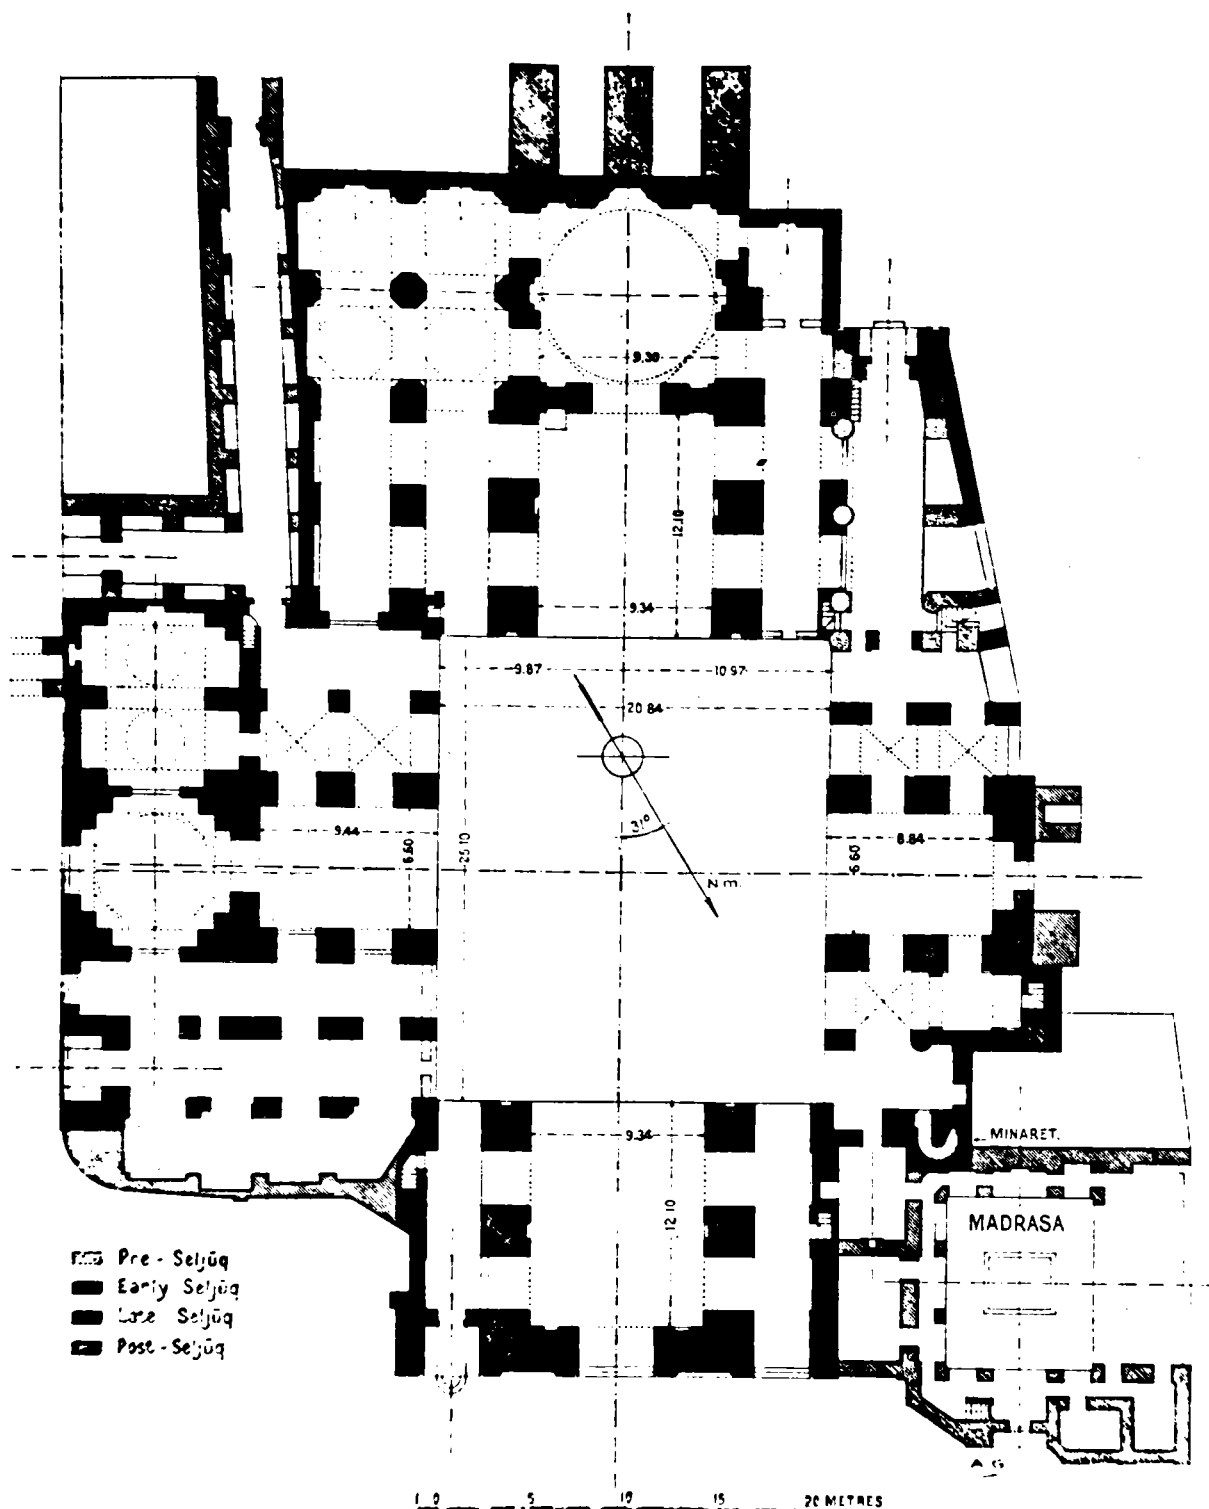 9.30
12.10
9.34
9.87
10.97
20.84
31°
N m.
9.44
6.60
25.10
6.60
8.84
9.34
12.10
MINARET.
MADRASA
Pre - Seljūq
Early Seljūq
Late Seljūq
Post - Seljūq
A G
1 0 5 10 15 20 METRES